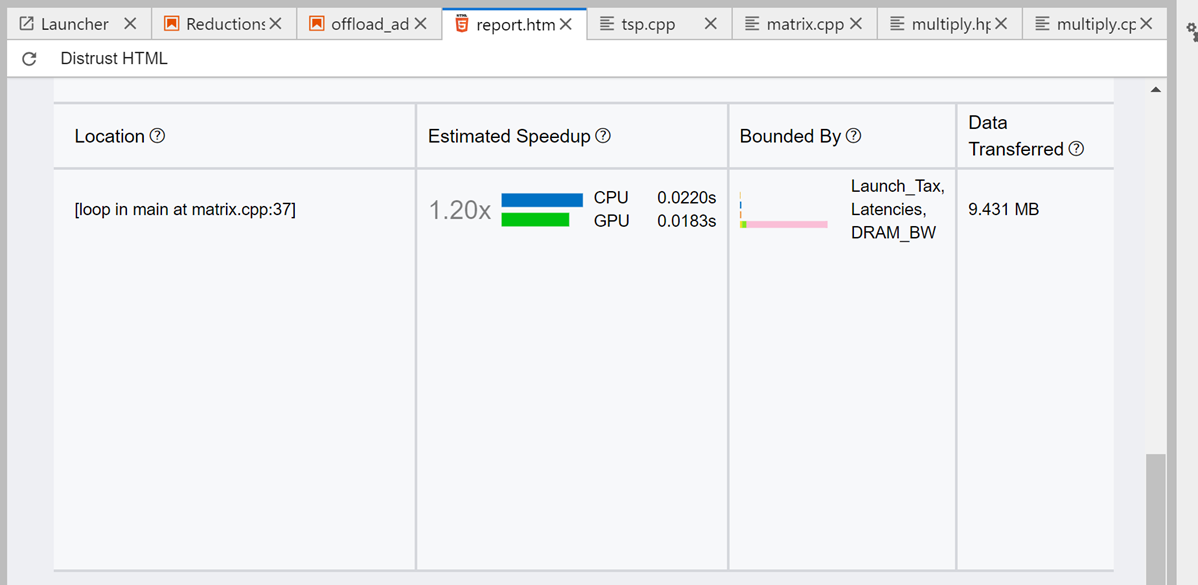 Launcher
Reductions
offload_ad
report.htm
tsp.cpp
matrix.cpp
multiply.hp
multiply.cp
Distrust HTML
Location ?
Estimated Speedup ?
Bounded By ?
Data
Transferred ?
[loop in main at matrix.cpp:37]
1.20x
CPU 0.0220s
GPU 0.0183s
Launch_Tax,
Latencies,
DRAM_BW
9.431 MB